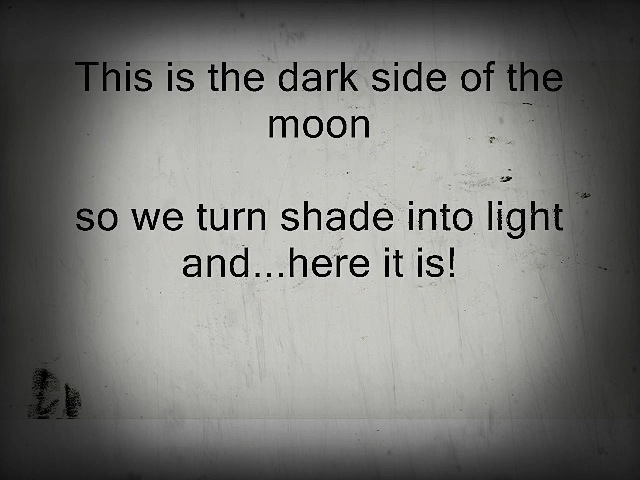 This is the dark side of the
moon
so we turn shade into light
and...here it is!